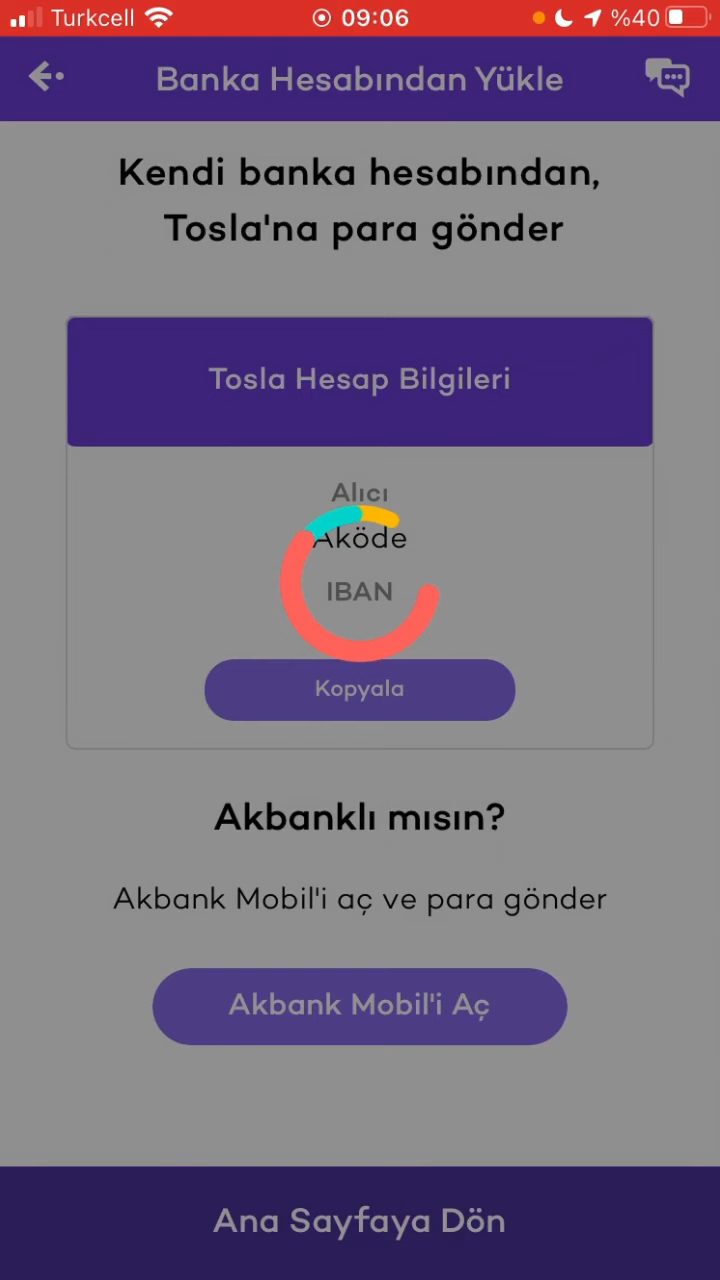 Turkcell 09:06 %40
Banka Hesabından Yükle
Kendi banka hesabından,
Tosla'na para gönder
Tosla Hesap Bilgileri
Alıcı
Aköde
IBAN
Kopyala
Akbanklı mısın?
Akbank Mobil'i aç ve para gönder
Akbank Mobil'i Aç
Ana Sayfaya Dön